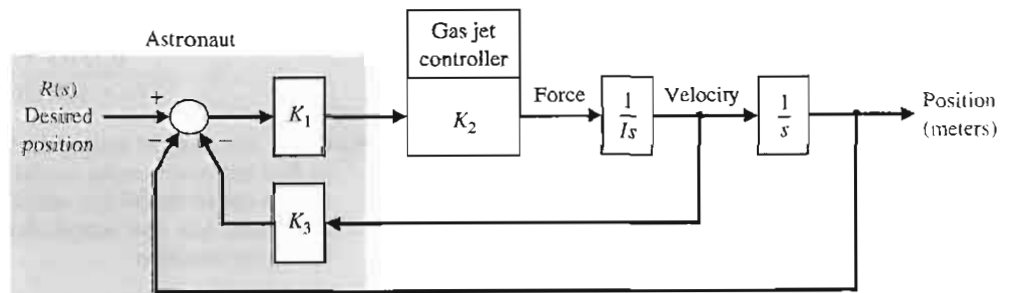 Astronaut
R(s)
Desired
position
+
−
−
K1
Gas jet
controller
K2
Force
1
Is
Velocity
1
s
Position
(meters)
K3